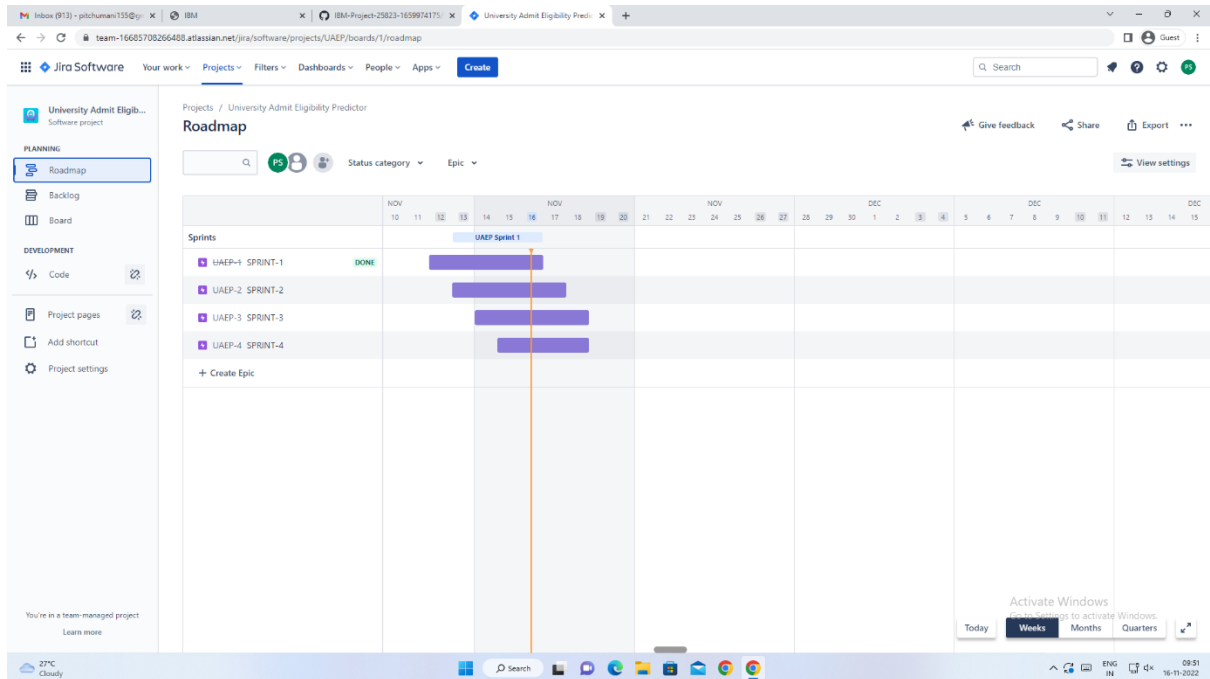 Inbox (913) - pitchumani155@gm
IBM
IBM-Project-25823-1659974175/
University Admit Eligibility Predic
team-16685708266488.atlassian.net/jira/software/projects/UAEP/boards/1/roadmap
Guest
Jira Software Your work Projects Filters Dashboards People Apps Create Search PS
University Admit Eligib...
Software project
PLANNING
Roadmap
Backlog
Board
DEVELOPMENT
Code
Project pages
Add shortcut
Project settings
You're in a team-managed project
Learn more
Projects / University Admit Eligibility Predictor
Roadmap
Give feedback Share Export
PS Status category Epic View settings
NOV NOV NOV DEC DEC DEC
10 11 12 13 14 15 16 17 18 19 20 21 22 23 24 25 26 27 28 29 30 1 2 3 4 5 6 7 8 9 10 11 12 13 14 15
Sprints UAEP Sprint 1
UAEP-1 SPRINT-1 DONE
UAEP-2 SPRINT-2
UAEP-3 SPRINT-3
UAEP-4 SPRINT-4
+ Create Epic
Activate Windows
Go to Settings to activate Windows.
Today Weeks Months Quarters
27°C
Cloudy
Search
ENG
IN
09:51
16-11-2022